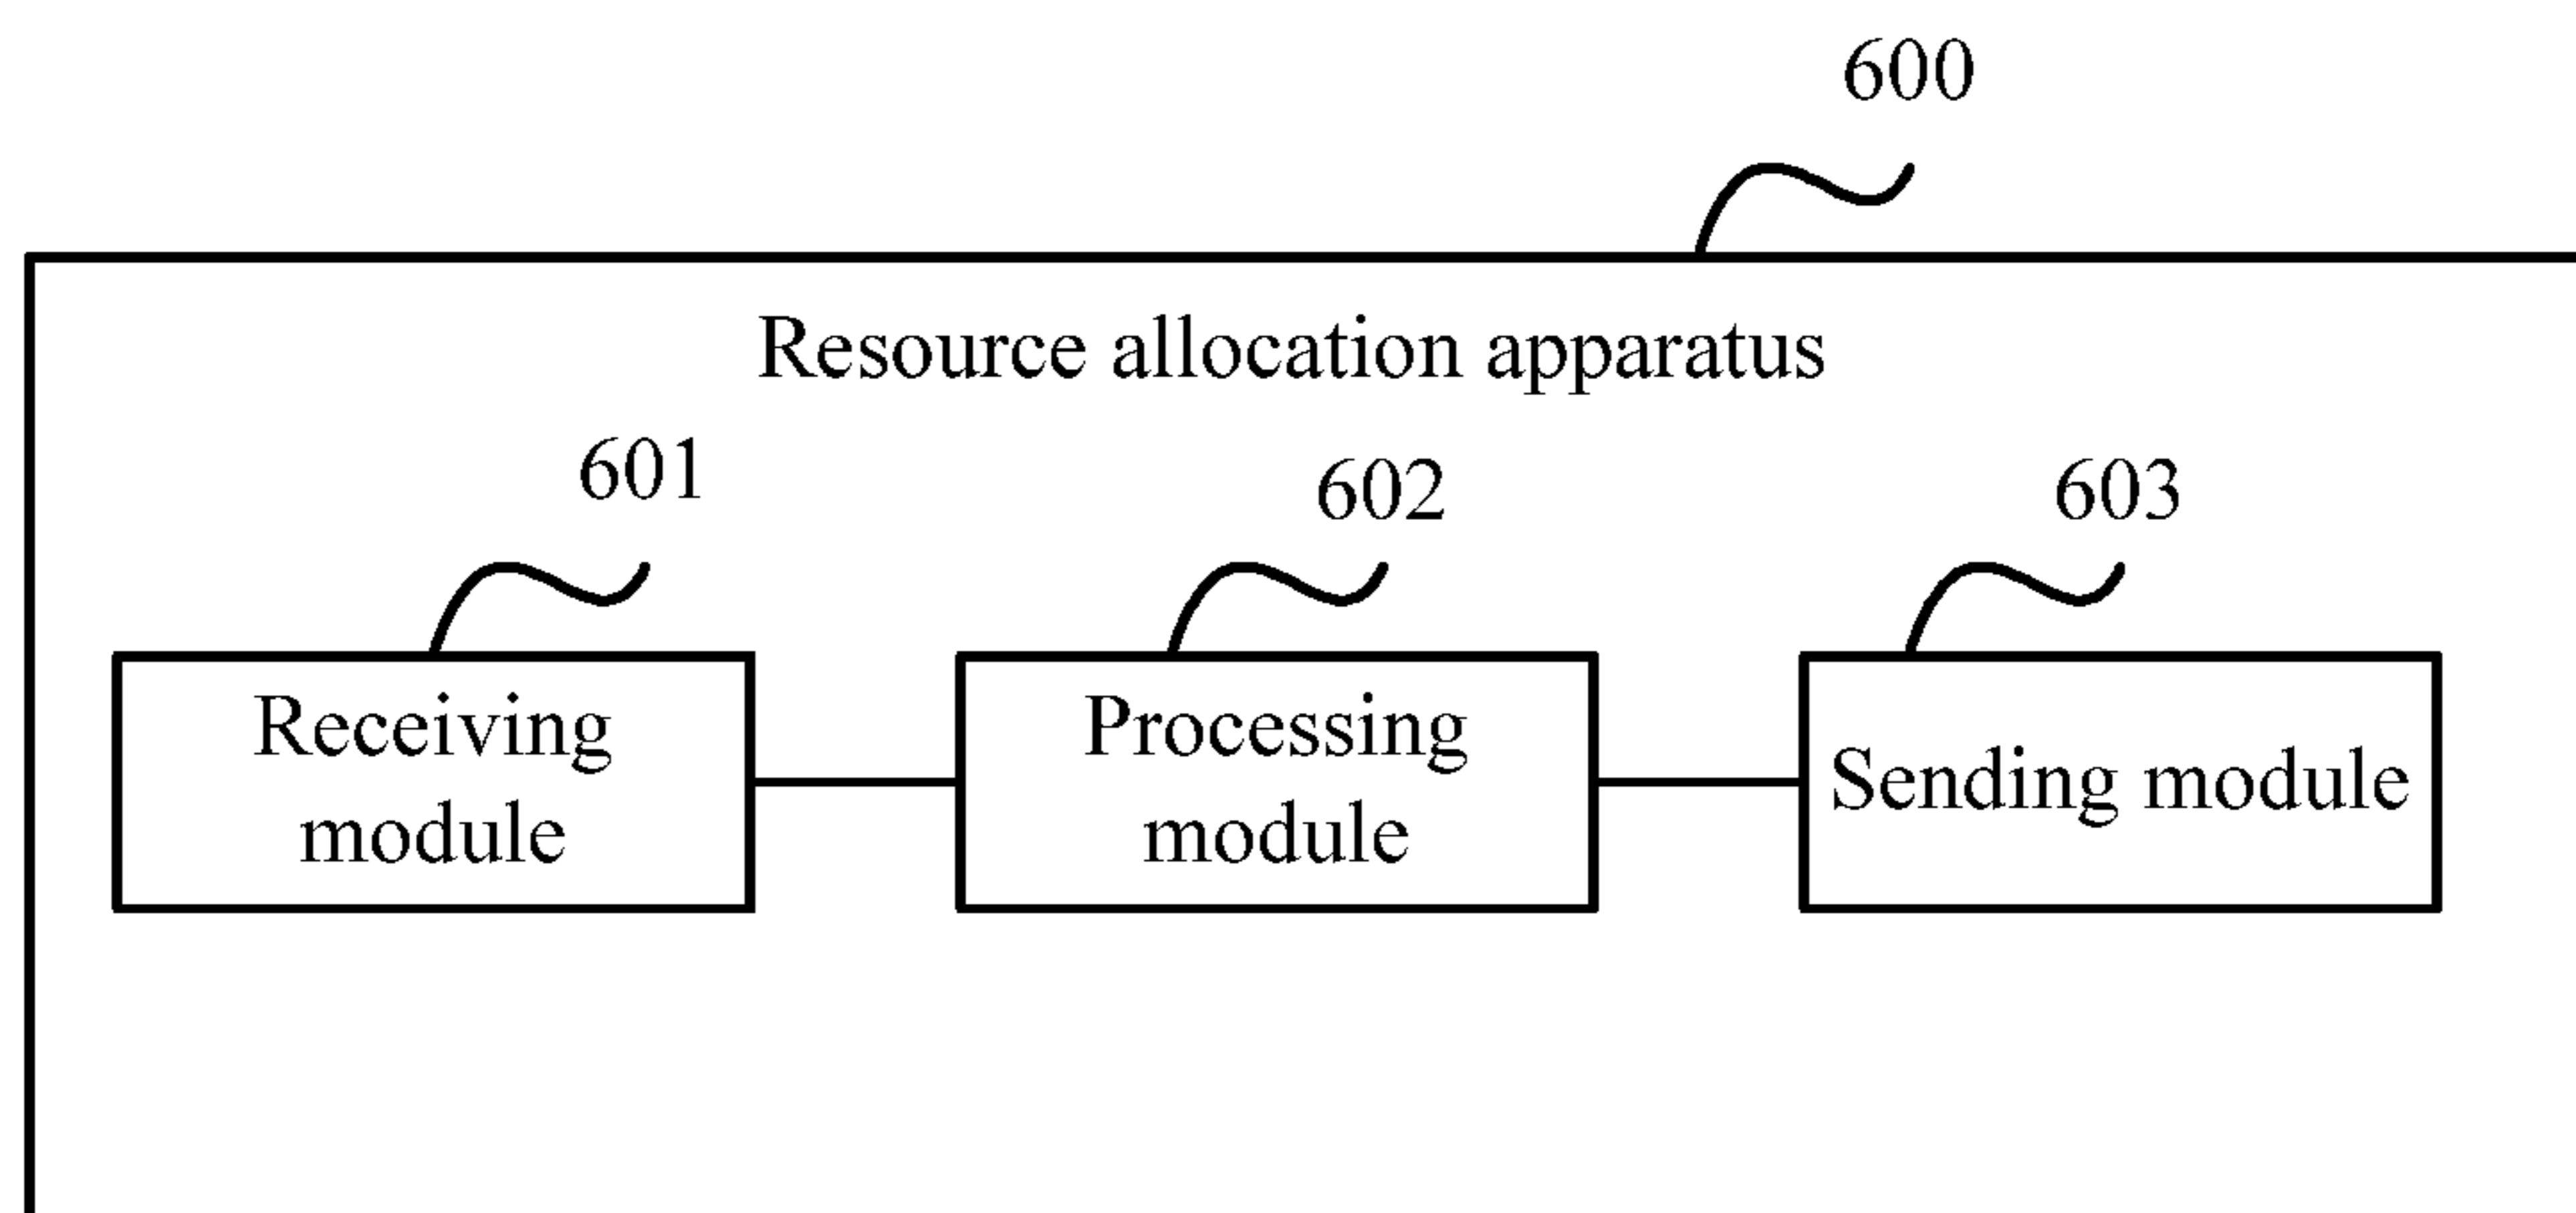 600
Resource allocation apparatus
601
602
603
Receiving
module
Processing
module
Sending module